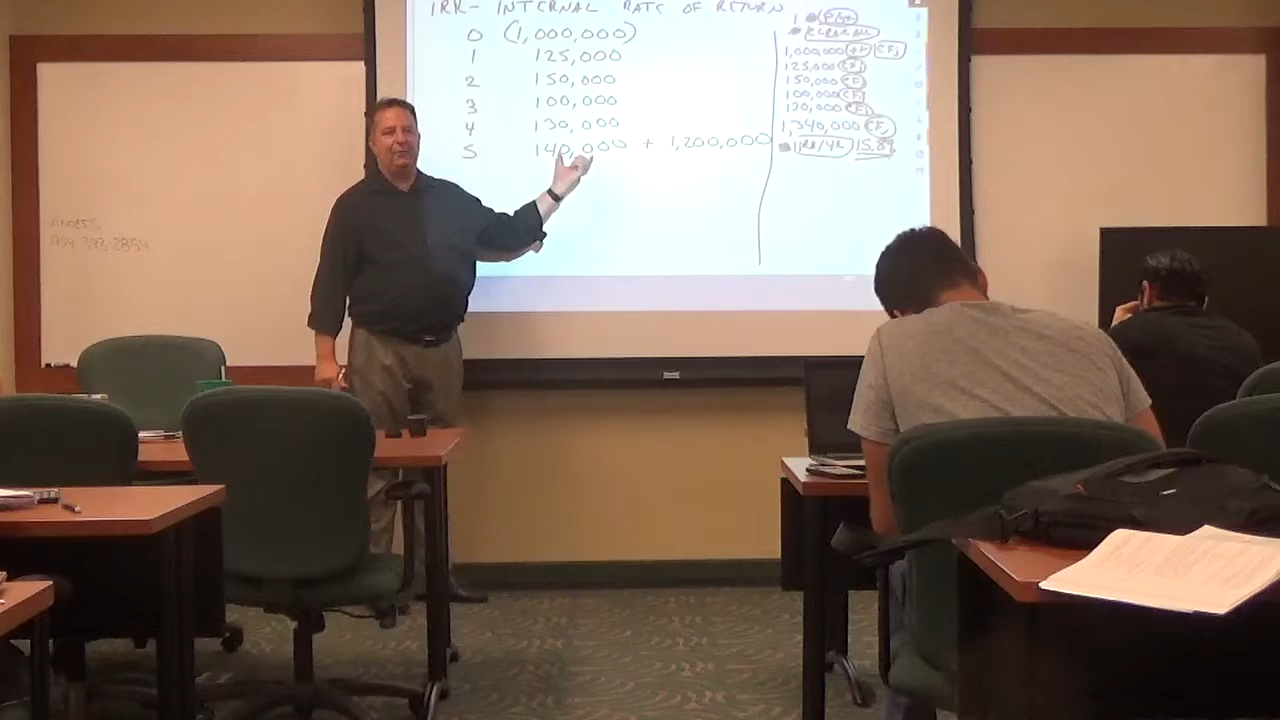 IRR- INTERNAL RATE OF RETURN
0 (1,000,000)
1 125,000
2 150,000
3 100,000
4 130,000
5 140,000 + 1,200,000
1 P/YR
CLEAR ALL
1,000,000 +/- CFj
125,000 CFj
150,000 CFj
100,000 CFj
130,000 CFj
1,340,000 CFj
IRR/YR 15.89